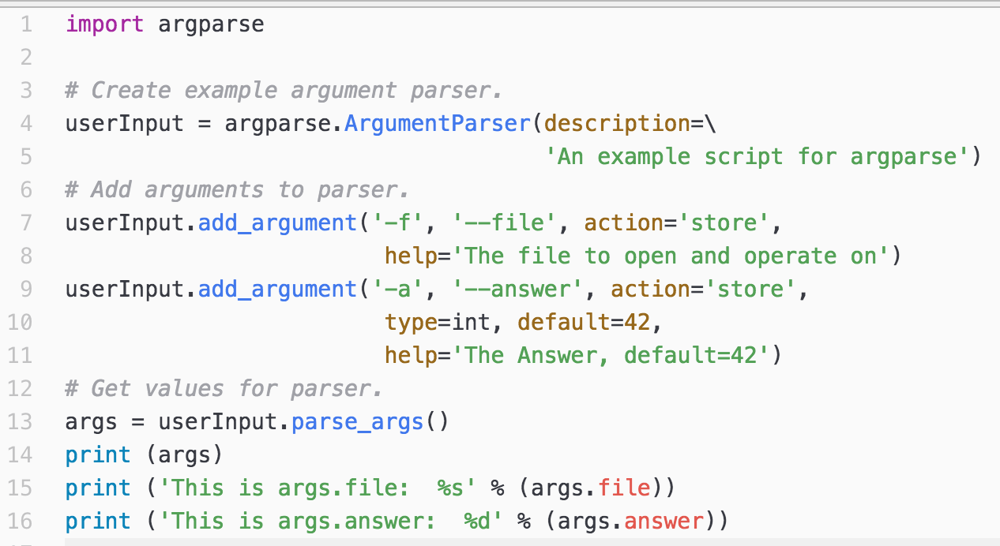 1 import argparse
2
3 # Create example argument parser.
4 userInput = argparse.ArgumentParser(description=\
5                                     'An example script for argparse')
6 # Add arguments to parser.
7 userInput.add_argument('-f', '--file', action='store',
8                        help='The file to open and operate on')
9 userInput.add_argument('-a', '--answer', action='store',
10                        type=int, default=42,
11                        help='The Answer, default=42')
12 # Get values for parser.
13 args = userInput.parse_args()
14 print (args)
15 print ('This is args.file:  %s' % (args.file))
16 print ('This is args.answer:  %d' % (args.answer))